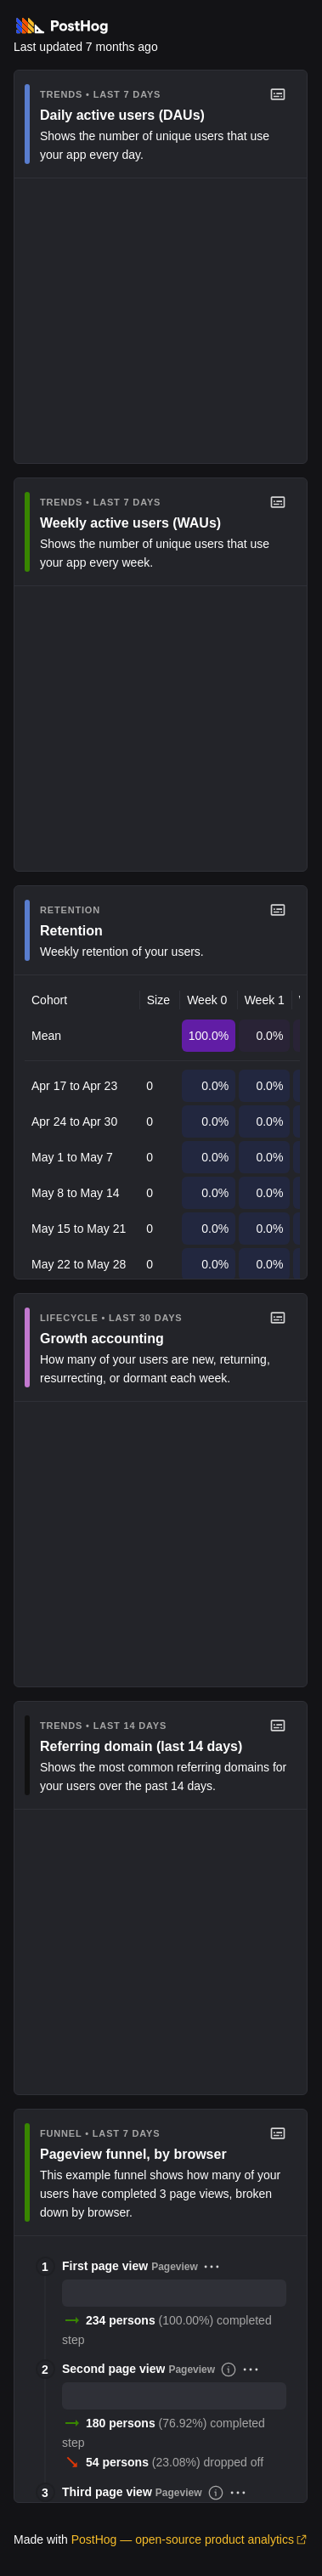 PostHog
Last updated 7 months ago
TRENDS • LAST 7 DAYS
Daily active users (DAUs)
Shows the number of unique users that use
your app every day.
TRENDS • LAST 7 DAYS
Weekly active users (WAUs)
Shows the number of unique users that use
your app every week.
RETENTION
Retention
Weekly retention of your users.
Cohort Size Week 0 Week 1
Mean 100.0% 0.0%
Apr 17 to Apr 23 0 0.0% 0.0%
Apr 24 to Apr 30 0 0.0% 0.0%
May 1 to May 7 0 0.0% 0.0%
May 8 to May 14 0 0.0% 0.0%
May 15 to May 21 0 0.0% 0.0%
May 22 to May 28 0 0.0% 0.0%
LIFECYCLE • LAST 30 DAYS
Growth accounting
How many of your users are new, returning,
resurrecting, or dormant each week.
TRENDS • LAST 14 DAYS
Referring domain (last 14 days)
Shows the most common referring domains for
your users over the past 14 days.
FUNNEL • LAST 7 DAYS
Pageview funnel, by browser
This example funnel shows how many of your
users have completed 3 page views, broken
down by browser.
1 First page view Pageview
234 persons (100.00%) completed
step
2 Second page view Pageview
180 persons (76.92%) completed
step
54 persons (23.08%) dropped off
3 Third page view Pageview
Made with PostHog — open-source product analytics